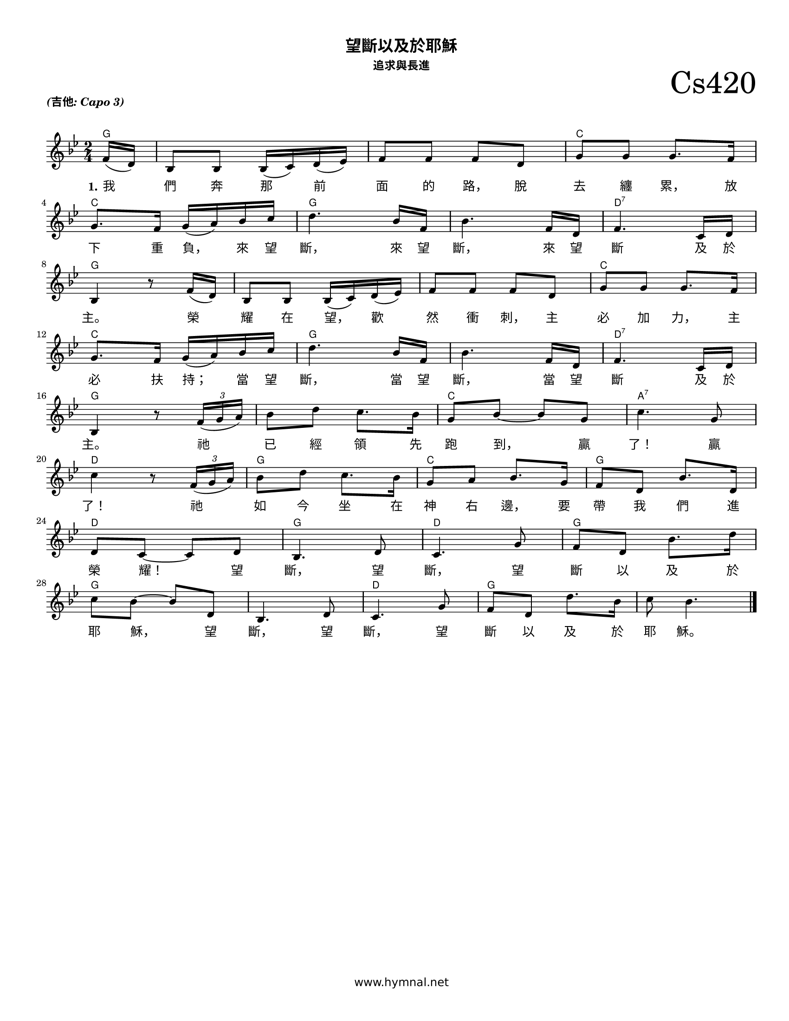 望斷以及於耶穌
追求與長進
Cs420
(吉他: Capo 3)
G C
2 4
1. 我 們 奔 那 前 面 的 路, 脫 去 纏 累, 放
4 C G D7
下 重 負, 來 望 斷, 來 望 斷, 來 望 斷 及 於
8 G C
主。 榮 耀 在 望, 歡 然 衝 刺, 主 必 加 力, 主
12 C G D7
必 扶 持; 當 望 斷, 當 望 斷, 當 望 斷 及 於
16 G 3 G C A7
主。 祂 已 經 領 先 跑 到, 贏 了! 贏
20 D 3 G C G
了! 祂 如 今 坐 在 神 右 邊, 要 帶 我 們 進
24 D G D G
榮 耀! 望 斷, 望 斷, 望 斷 以 及 於
28 G D G
耶 穌, 望 斷, 望 斷, 望 斷 以 及 於 耶 穌。
www.hymnal.net